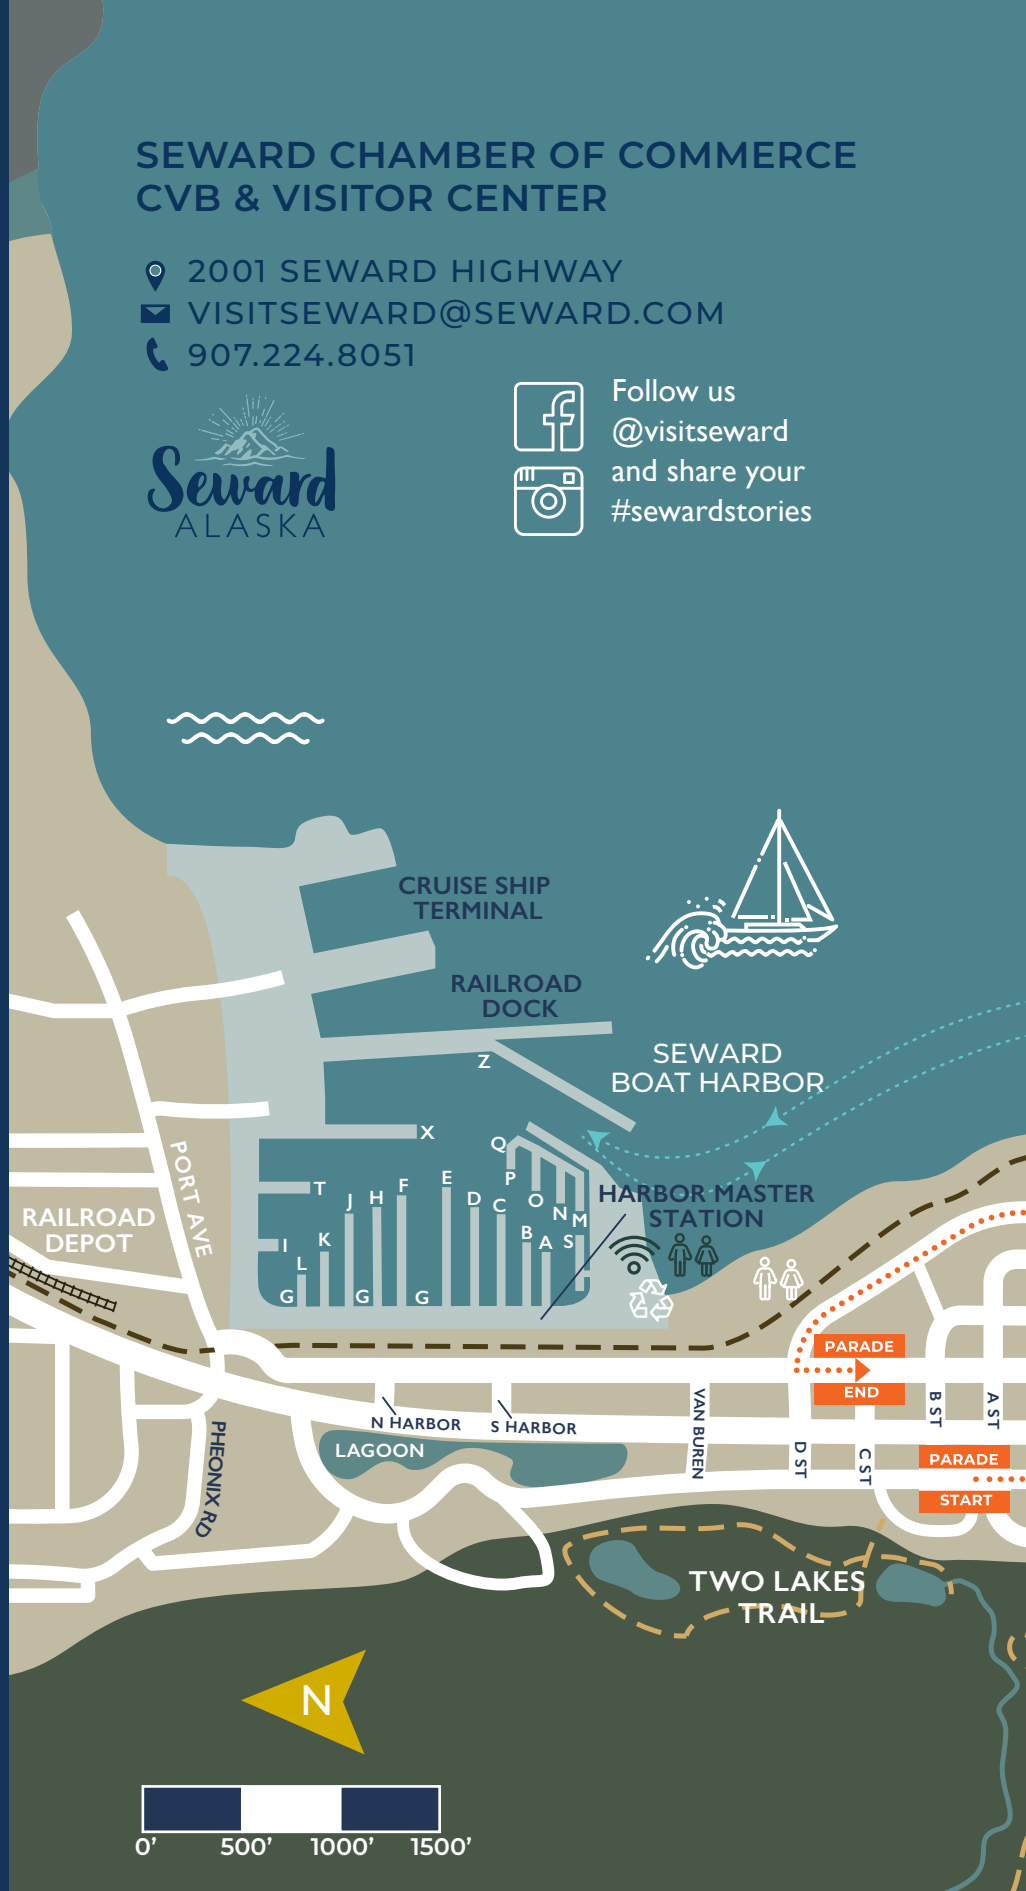 SEWARD CHAMBER OF COMMERCE
CVB & VISITOR CENTER
2001 SEWARD HIGHWAY
VISITSEWARD@SEWARD.COM
907.224.8051
Follow us
@visitseward
and share your
#sewardstories
Seward
ALASKA
CRUISE SHIP
TERMINAL
RAILROAD
DOCK
Z
SEWARD
BOAT HARBOR
X
Q
P
O
N
M
T
J
H
F
E
D
C
B
A
S
I
K
L
G
G
G
HARBOR MASTER
STATION
PORT AVE
RAILROAD
DEPOT
PARADE
END
N HARBOR
S HARBOR
LAGOON
VAN BUREN
D ST
C ST
B ST
A ST
PARADE
START
PHEONIX RD
TWO LAKES
TRAIL
N
0’
500’
1000’
1500’